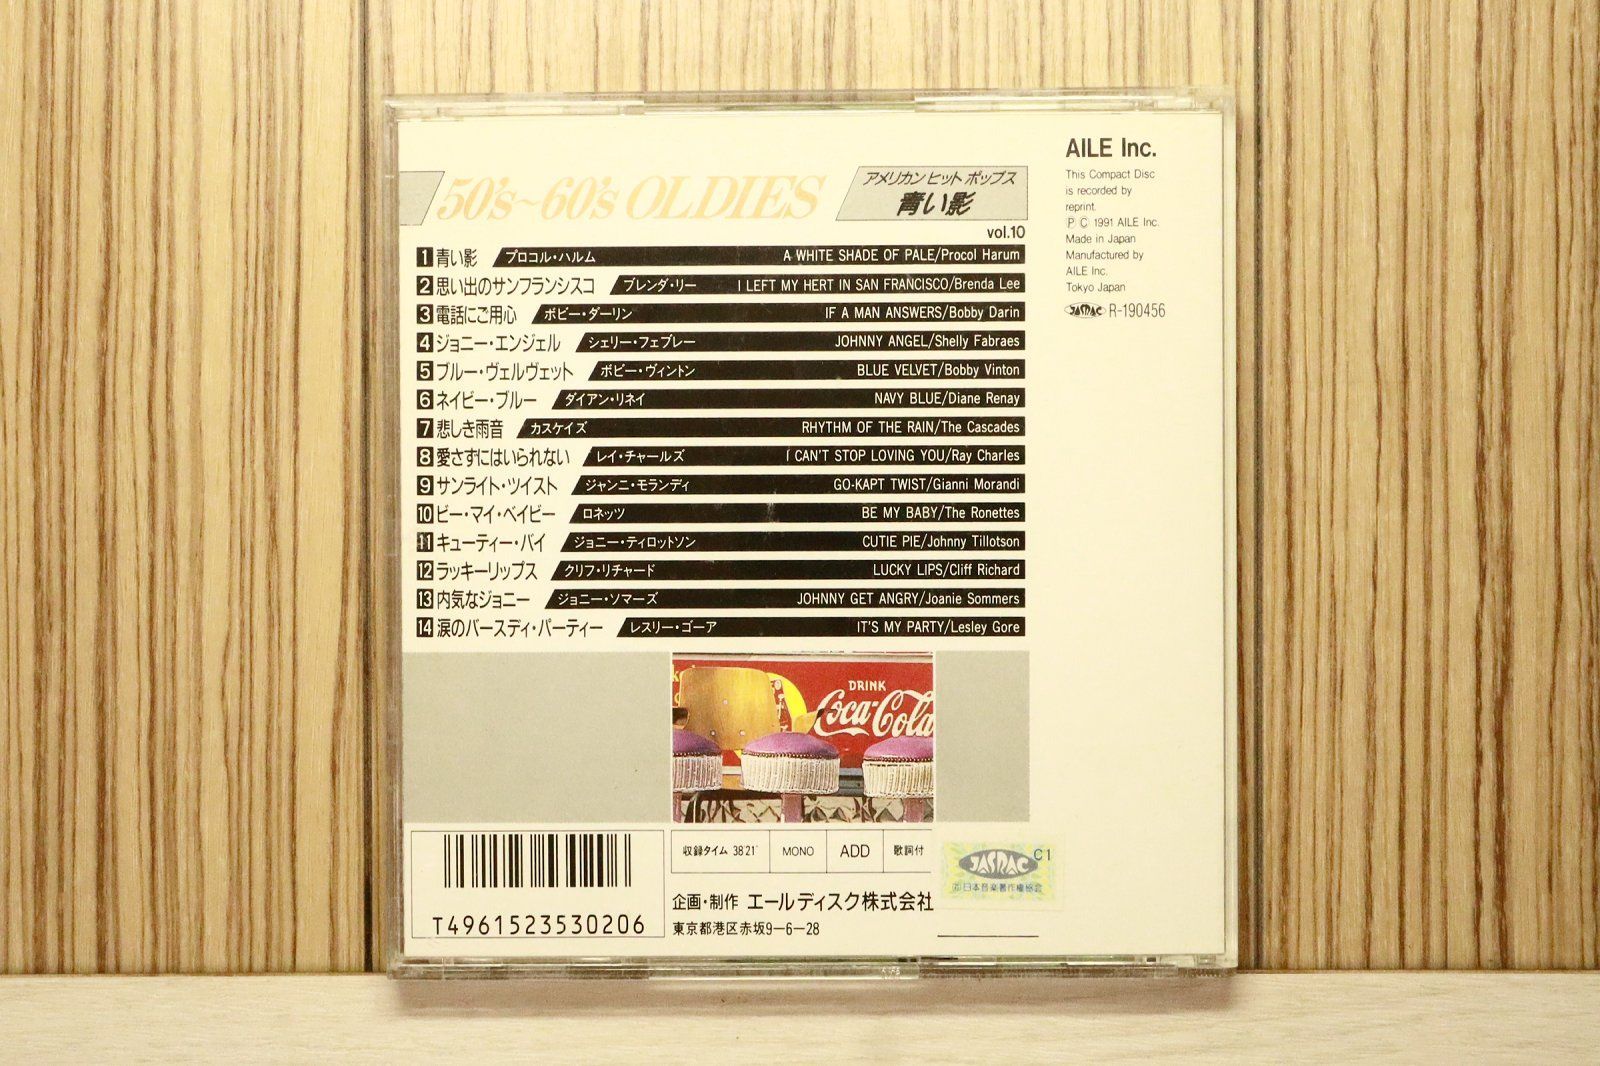 50's~60's OLDIES
アメリカン ヒット ポップス
青い影
vol.10
1 青い影 プロコル・ハルム A WHITE SHADE OF PALE/Procol Harum
2 思い出のサンフランシスコ ブレンダ・リー I LEFT MY HERT IN SAN FRANCISCO/Brenda Lee
3 電話にご用心 ボビー・ダーリン IF A MAN ANSWERS/Bobby Darin
4 ジョニー・エンジェル シェリー・フェブレー JOHNNY ANGEL/Shelly Fabraes
5 ブルー・ヴェルヴェット ボビー・ヴィントン BLUE VELVET/Bobby Vinton
6 ネイビー・ブルー ダイアン・リネイ NAVY BLUE/Diane Renay
7 悲しき雨音 カスケイズ RHYTHM OF THE RAIN/The Cascades
8 愛さずにはいられない レイ・チャールズ I CAN'T STOP LOVING YOU/Ray Charles
9 サンライト・ツイスト ジャンニ・モランディ GO-KAPT TWIST/Gianni Morandi
10 ビー・マイ・ベイビー ロネッツ BE MY BABY/The Ronettes
11 キューティー・パイ ジョニー・ティロットソン CUTIE PIE/Johnny Tillotson
12 ラッキーリップス クリフ・リチャード LUCKY LIPS/Cliff Richard
13 内気なジョニー ジョニー・ソマーズ JOHNNY GET ANGRY/Joanie Sommers
14 涙のバースディ・パーティー レスリー・ゴーア IT'S MY PARTY/Lesley Gore
AILE Inc.
This Compact Disc
is recorded by
reprint.
Ⓟ Ⓒ 1991 AILE Inc.
Made in Japan
Manufactured by
AILE Inc.
Tokyo Japan
JASRAC R-190456
DRINK
Coca-Cola
T4961523530206
収録タイム 38'21" MONO ADD 歌詞付
企画・制作 エールディスク株式会社
東京都港区赤坂9-6-28
JASRAC C1
日本音楽著作権協会